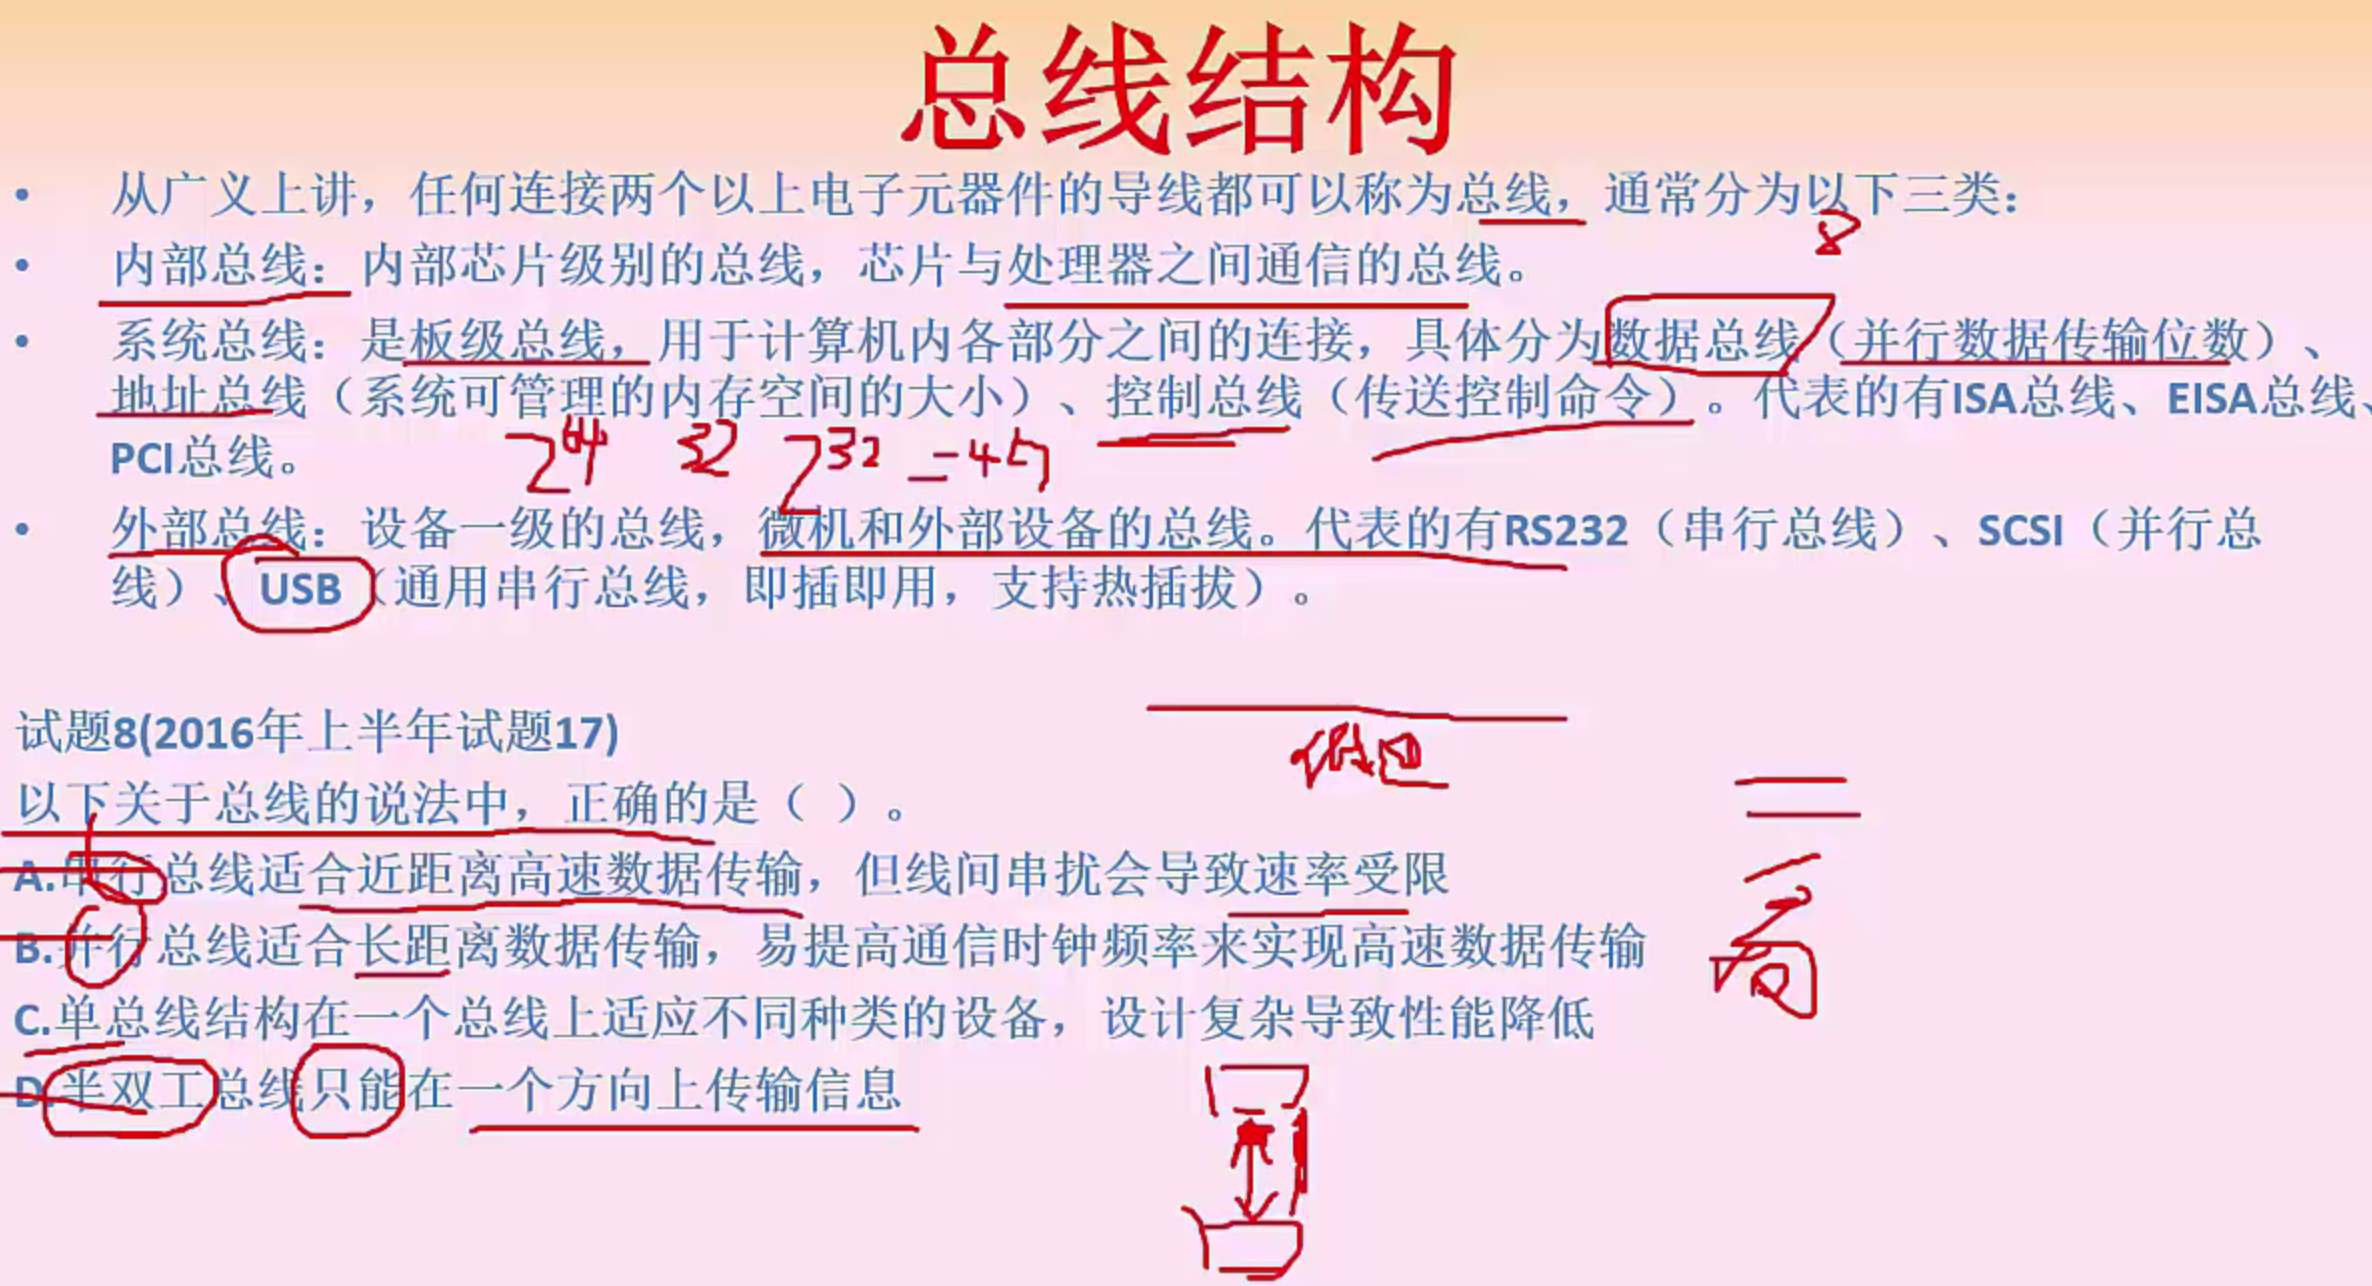 总线结构
• 从广义上讲，任何连接两个以上电子元器件的导线都可以称为总线，通常分为以下三类：
8
• 内部总线：内部芯片级别的总线，芯片与处理器之间通信的总线。
• 系统总线：是板级总线，用于计算机内各部分之间的连接，具体分为数据总线（并行数据传输位数）、
地址总线（系统可管理的内存空间的大小）、控制总线（传送控制命令）。代表的有ISA总线、EISA总线、
PCI总线。
2^64 32 2^32 =4G
• 外部总线：设备一级的总线，微机和外部设备的总线。代表的有RS232（串行总线）、SCSI（并行总
线）、USB（通用串行总线，即插即用，支持热插拔）。
试题8(2016年上半年试题17)
以下关于总线的说法中，正确的是（ ）。
A.串行总线适合近距离高速数据传输，但线间串扰会导致速率受限
B.并行总线适合长距离数据传输，易提高通信时钟频率来实现高速数据传输
C.单总线结构在一个总线上适应不同种类的设备，设计复杂导致性能降低
D.半双工总线只能在一个方向上传输信息